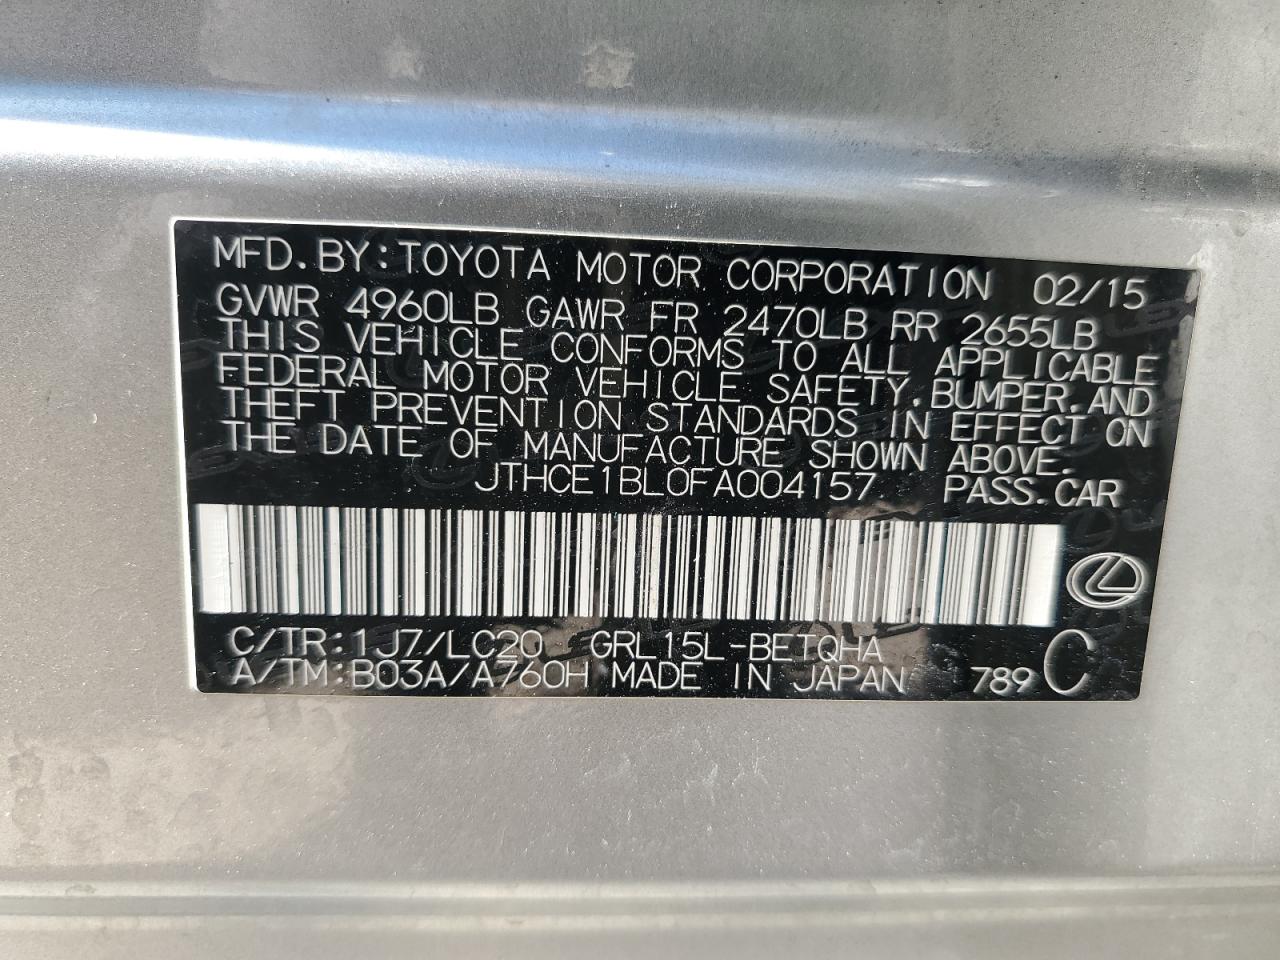 MFD.BY:TOYOTA MOTOR CORPORATION 02/15
GVWR 4960LB GAWR FR 2470LB RR 2655LB
THIS VEHICLE CONFORMS TO ALL APPLICABLE
FEDERAL MOTOR VEHICLE SAFETY,BUMPER,AND
THEFT PREVENTION STANDARDS IN EFFECT ON
THE DATE OF MANUFACTURE SHOWN ABOVE.
JTHCE1BL0FA004157 PASS.CAR
C/TR:1J7/LC20 GRL15L-BETQHA
A/TM:B03A/A760H MADE IN JAPAN 789 C